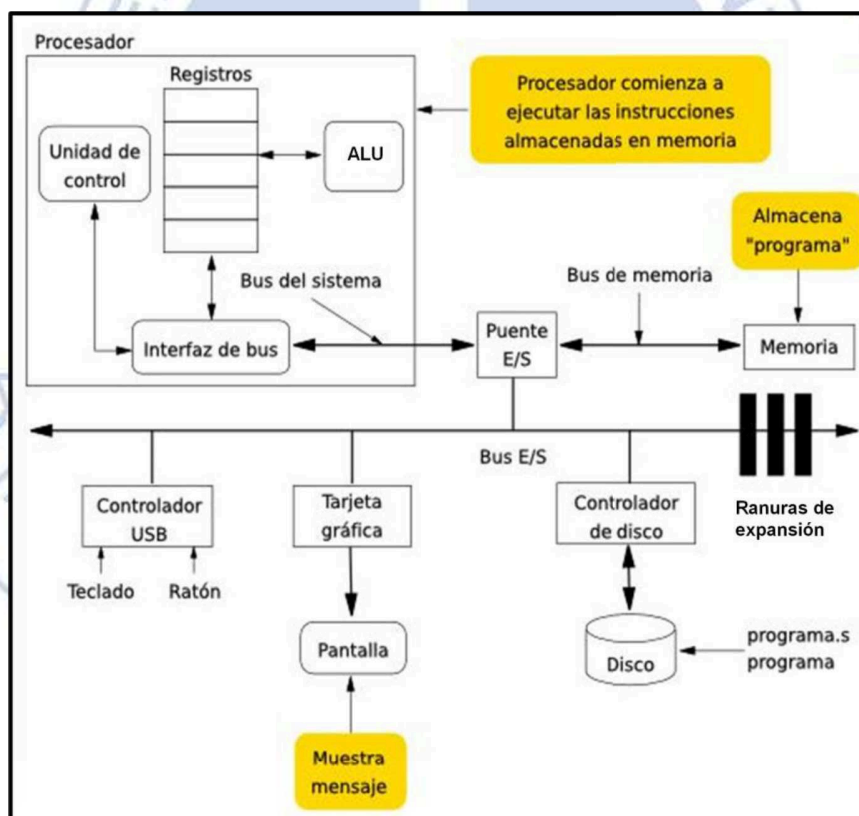 Procesador
Registros
Unidad de
control
ALU
Procesador comienza a
ejecutar las instrucciones
almacenadas en memoria
Almacena
"programa"
Bus del sistema
Bus de memoria
Interfaz de bus
Puente
E/S
Memoria
Bus E/S
Controlador
USB
Tarjeta
gráfica
Controlador
de disco
Ranuras de
expansión
Teclado
Ratón
Pantalla
Disco
programa.s
programa
Muestra
mensaje